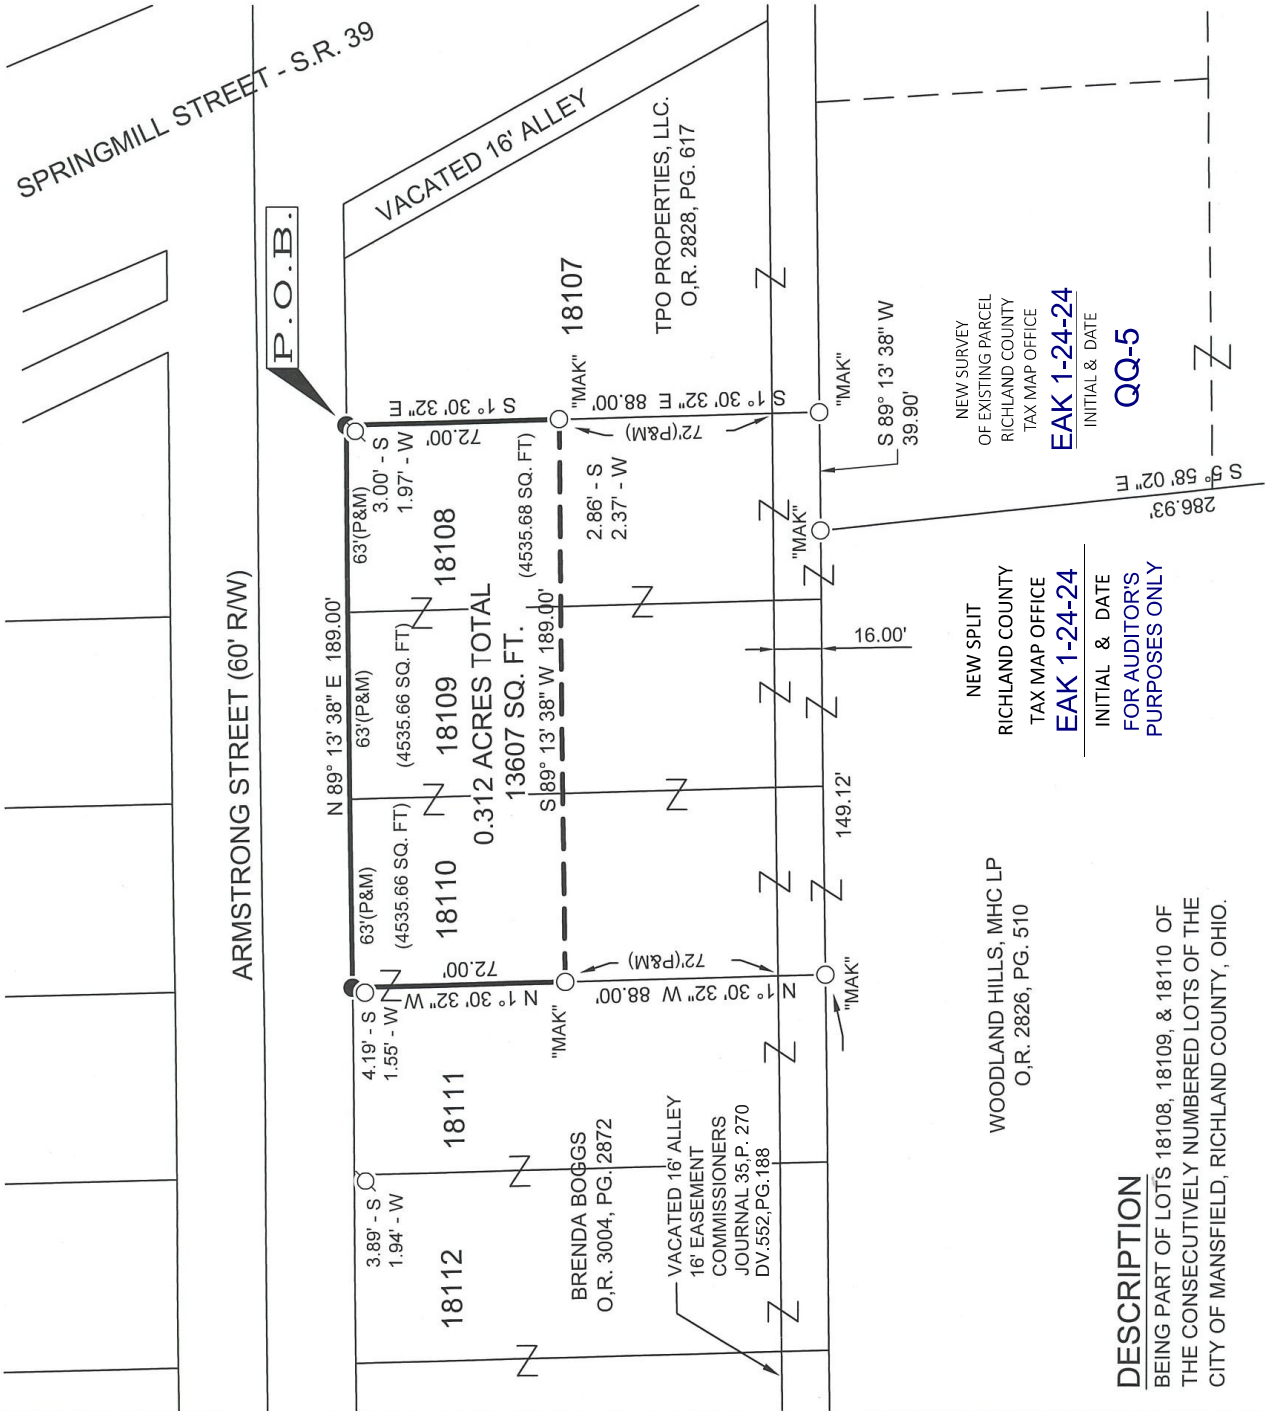 SPRINGMILL STREET - S.R. 39
ARMSTRONG STREET (60' R/W)
P.O.B.
VACATED 16' ALLEY
N 89° 13' 38" E 189.00'
63'(P&M)
63'(P&M)
63'(P&M)
3.00' - S
1.97' - W
4.19' - S
1.55' - W
3.89' - S
1.94' - W
(4535.66 SQ. FT)
(4535.66 SQ. FT)
(4535.68 SQ. FT)
18112
18111
18110
18109
18108
18107
0.312 ACRES TOTAL
13607 SQ. FT.
S 89° 13' 38" W 189.00'
S 1° 30' 32" E
72.00'
N 1° 30' 32" W
72.00'
"MAK"
"MAK"
2.86' - S
2.37' - W
S 1° 30' 32" E 88.00'
72'(P&M)
N 1° 30' 32" W 88.00'
72'(P&M)
TPO PROPERTIES, LLC.
O,R. 2828, PG. 617
BRENDA BOGGS
O,R. 3004, PG. 2872
VACATED 16' ALLEY
16' EASEMENT
COMMISSIONERS
JOURNAL 35,P. 270
DV.552,PG.188
"MAK"
"MAK"
"MAK"
149.12'
16.00'
S 89° 13' 38" W
39.90'
S 5° 58' 02" E
286.93'
NEW SURVEY
OF EXISTING PARCEL
RICHLAND COUNTY
TAX MAP OFFICE
EAK 1-24-24
INITIAL & DATE
QQ-5
NEW SPLIT
RICHLAND COUNTY
TAX MAP OFFICE
EAK 1-24-24
INITIAL & DATE
FOR AUDITOR'S
PURPOSES ONLY
WOODLAND HILLS, MHC LP
O,R. 2826, PG. 510
DESCRIPTION
BEING PART OF LOTS 18108, 18109, & 18110 OF
THE CONSECUTIVELY NUMBERED LOTS OF THE
CITY OF MANSFIELD, RICHLAND COUNTY, OHIO.